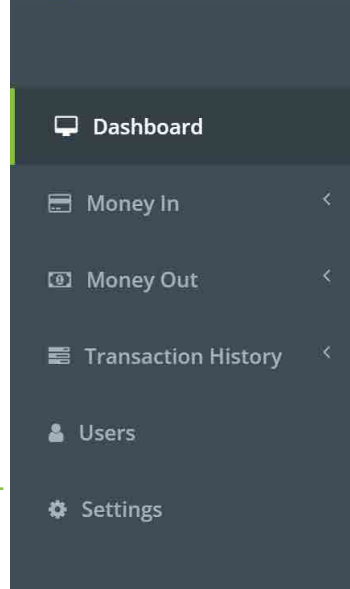 Dashboard
Money In
Money Out
Transaction History
Users
Settings